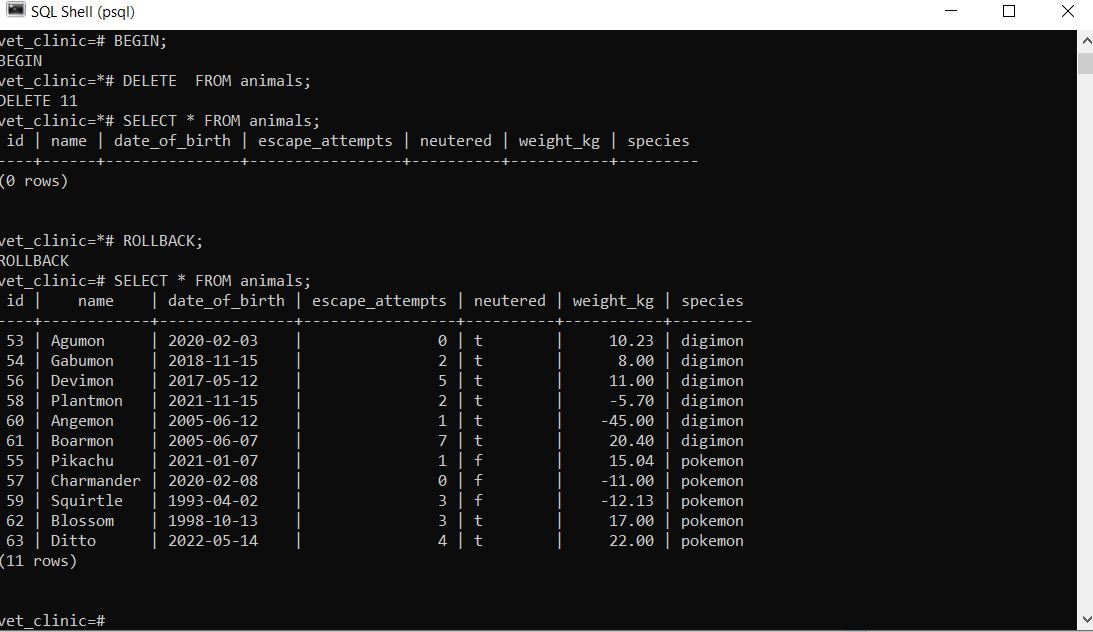 SQL Shell (psql)
vet_clinic=# BEGIN;
BEGIN
vet_clinic=*# DELETE  FROM animals;
DELETE 11
vet_clinic=*# SELECT * FROM animals;
 id | name | date_of_birth | escape_attempts | neutered | weight_kg | species
----+------+---------------+-----------------+----------+-----------+---------
(0 rows)
vet_clinic=*# ROLLBACK;
ROLLBACK
vet_clinic=# SELECT * FROM animals;
 id |    name    | date_of_birth | escape_attempts | neutered | weight_kg | species
----+------------+---------------+-----------------+----------+-----------+---------
 53 | Agumon     | 2020-02-03    |               0 | t        |     10.23 | digimon
 54 | Gabumon    | 2018-11-15    |               2 | t        |      8.00 | digimon
 56 | Devimon    | 2017-05-12    |               5 | t        |     11.00 | digimon
 58 | Plantmon   | 2021-11-15    |               2 | t        |     -5.70 | digimon
 60 | Angemon    | 2005-06-12    |               1 | t        |    -45.00 | digimon
 61 | Boarmon    | 2005-06-07    |               7 | t        |     20.40 | digimon
 55 | Pikachu    | 2021-01-07    |               1 | f        |     15.04 | pokemon
 57 | Charmander | 2020-02-08    |               0 | f        |    -11.00 | pokemon
 59 | Squirtle   | 1993-04-02    |               3 | f        |    -12.13 | pokemon
 62 | Blossom    | 1998-10-13    |               3 | t        |     17.00 | pokemon
 63 | Ditto      | 2022-05-14    |               4 | t        |     22.00 | pokemon
(11 rows)
vet_clinic=#